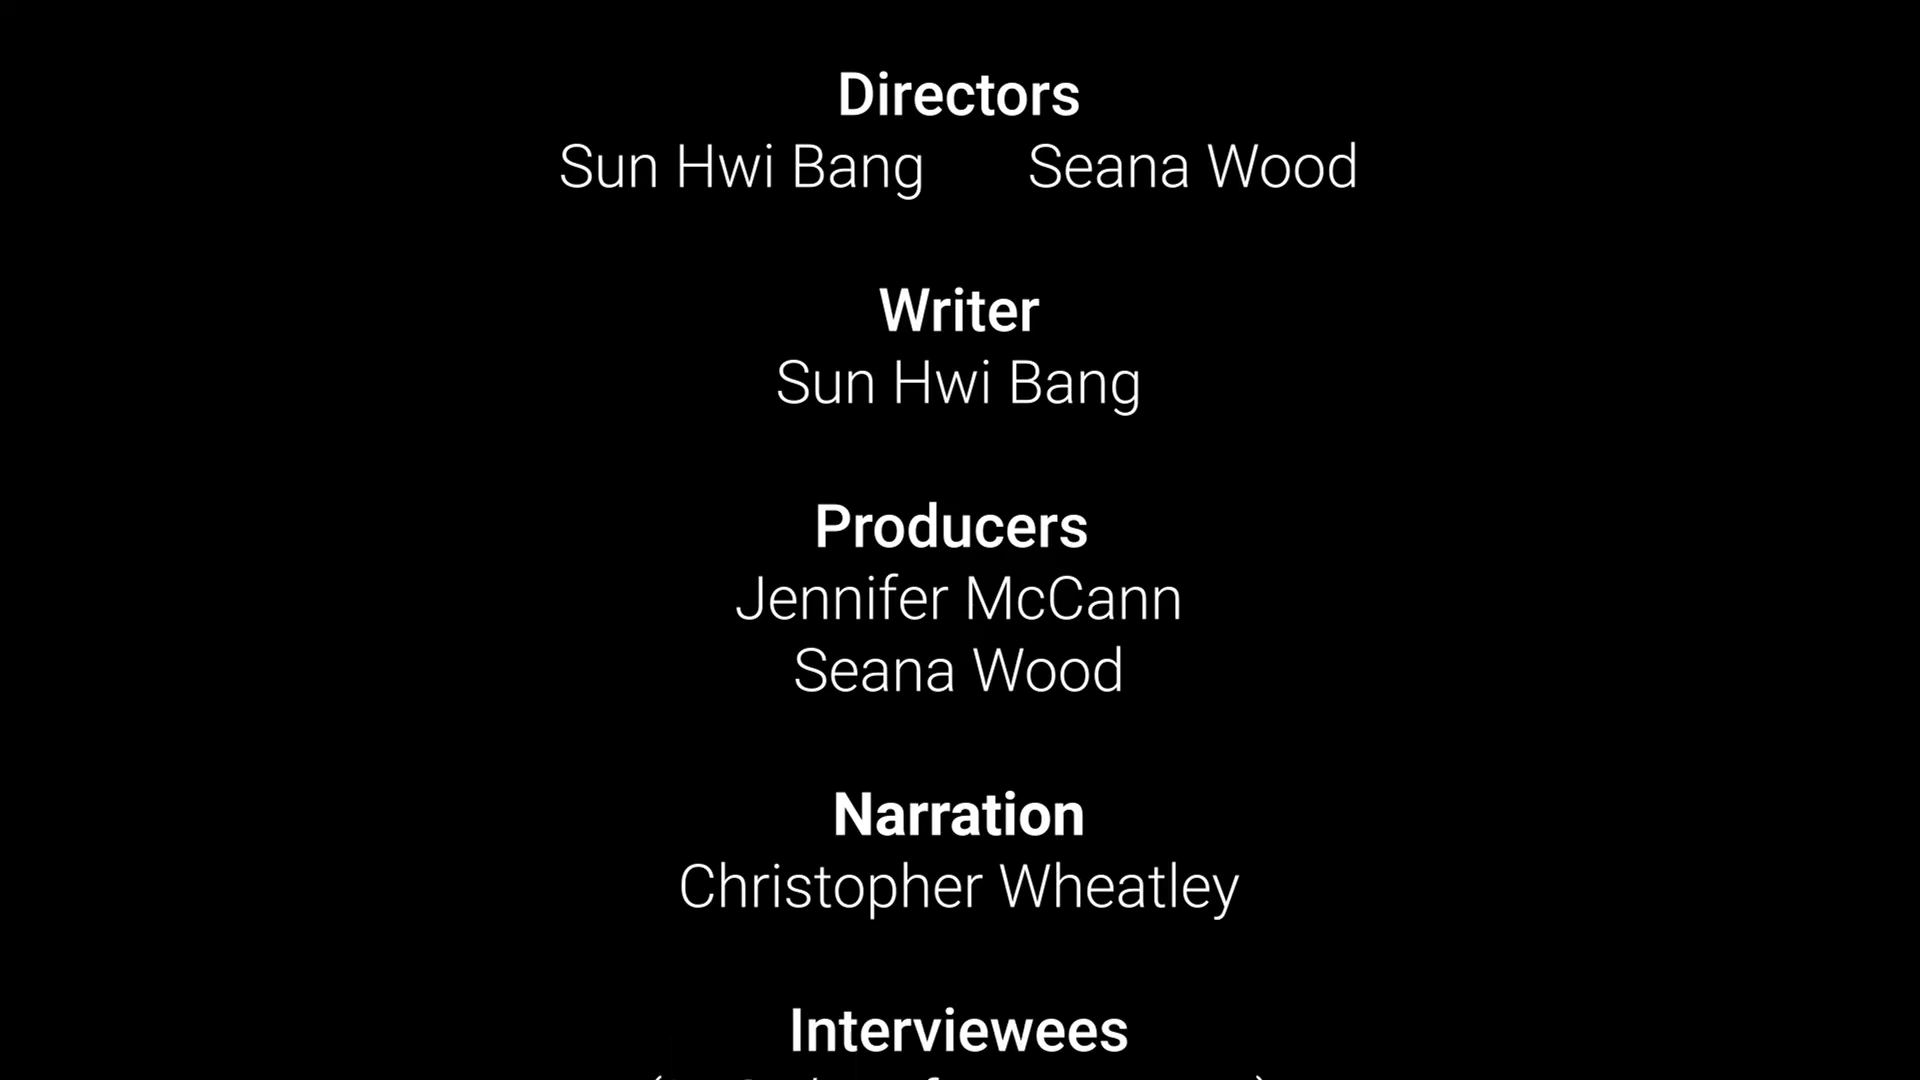 Directors
Sun Hwi Bang Seana Wood
Writer
Sun Hwi Bang
Producers
Jennifer McCann
Seana Wood
Narration
Christopher Wheatley
Interviewees